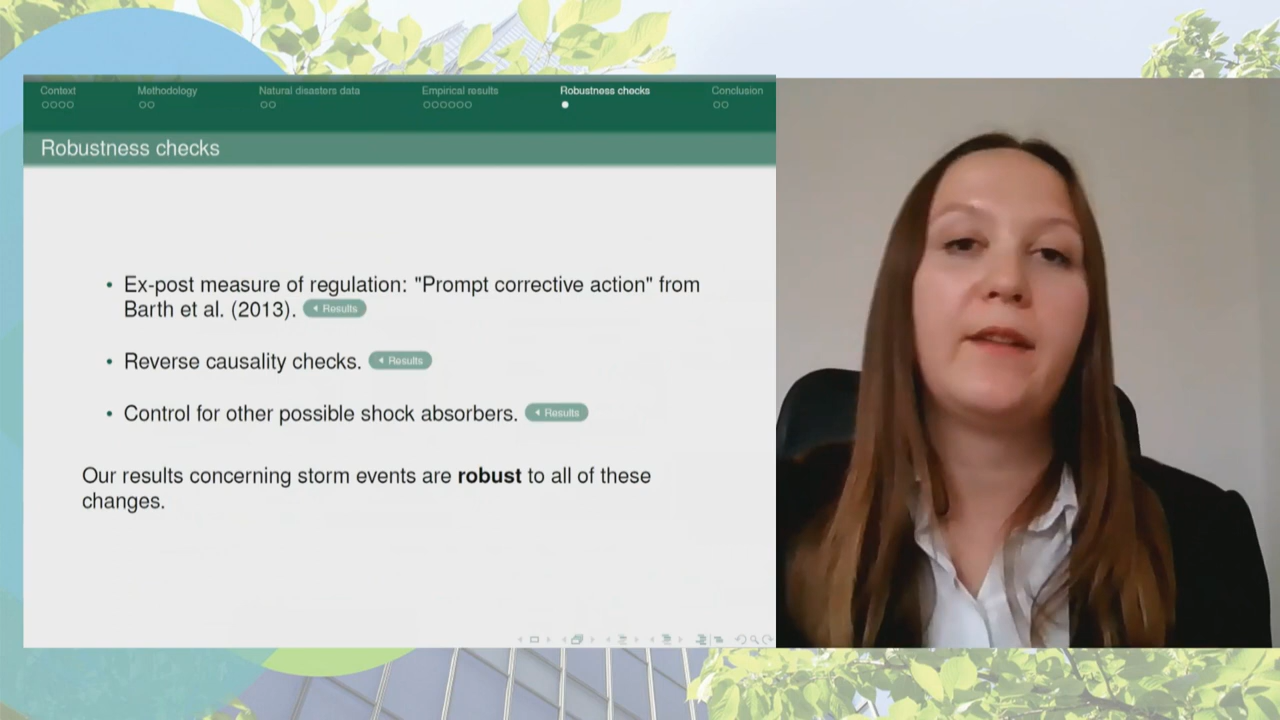 Context Methodology Natural disasters data Empirical results Robustness checks Conclusion
Robustness checks
• Ex-post measure of regulation: "Prompt corrective action" from
Barth et al. (2013). Results
• Reverse causality checks. Results
• Control for other possible shock absorbers. Results
Our results concerning storm events are robust to all of these
changes.